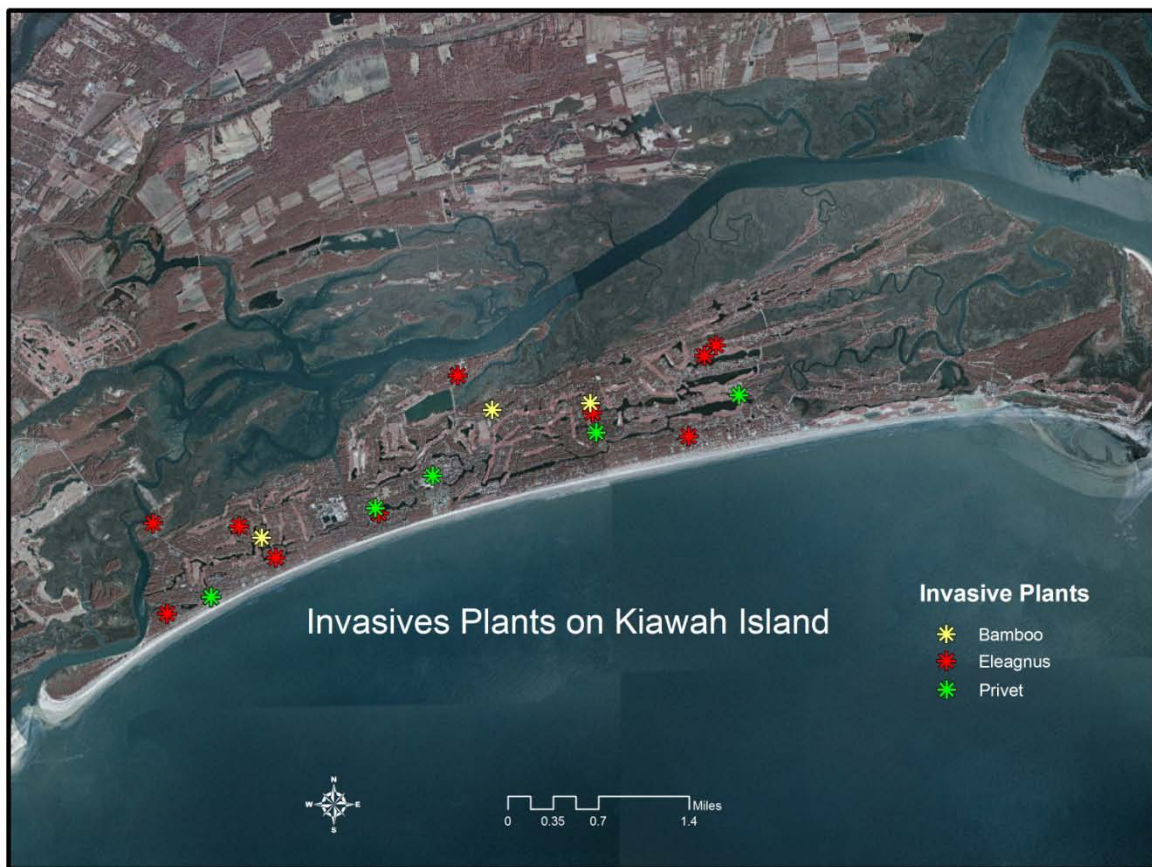 Invasives Plants on Kiawah Island
Invasive Plants
Bamboo
Eleagnus
Privet
N
W E
S
Miles
0 0.35 0.7 1.4